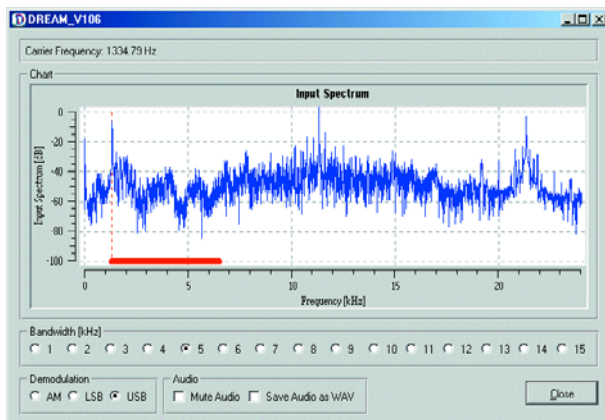 DREAM_V106
Carrier Frequency: 1334.79 Hz
Chart
Input Spectrum
Input Spectrum [dB]
0
-20
-40
-60
-80
-100
0 5 10 15 20
Frequency [kHz]
Bandwidth [kHz]
1 2 3 4 5 6 7 8 9 10 11 12 13 14 15
Demodulation
AM LSB USB
Audio
Mute Audio Save Audio as WAV
Close